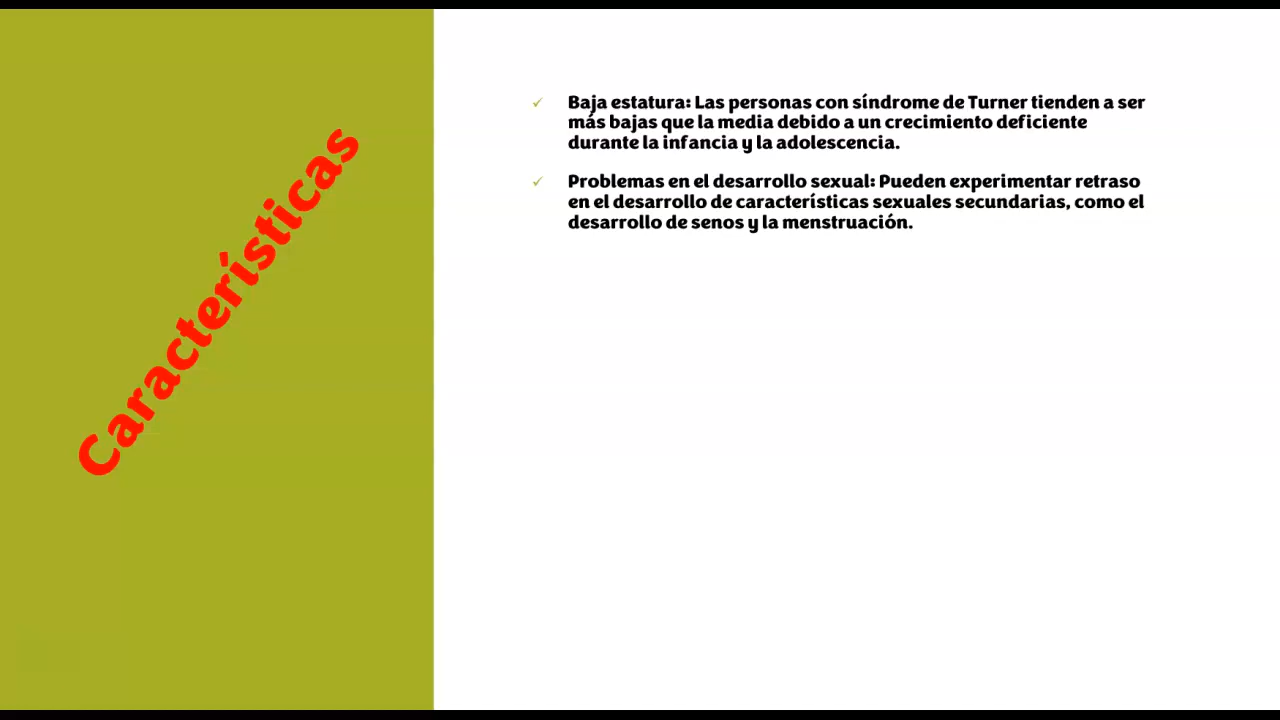 Características
Baja estatura: Las personas con síndrome de Turner tienden a ser
más bajas que la media debido a un crecimiento deficiente
durante la infancia y la adolescencia.
Problemas en el desarrollo sexual: Pueden experimentar retraso
en el desarrollo de características sexuales secundarias, como el
desarrollo de senos y la menstruación.